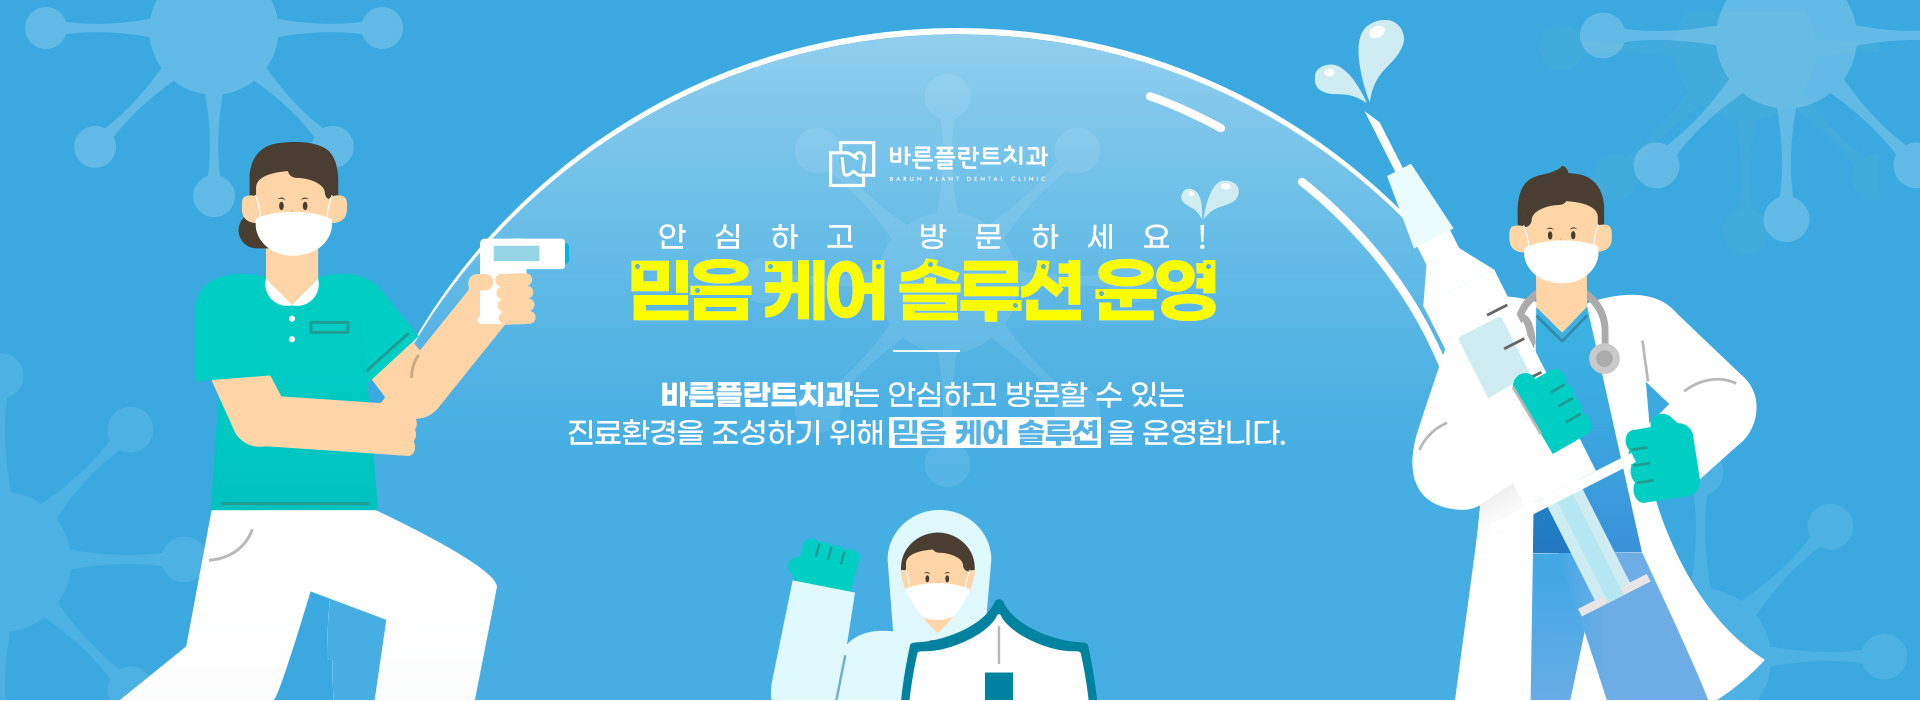 바른플란트치과
BARUN PLANT DENTAL CLINIC
안심하고 방문하세요!
믿음 케어 솔루션 운영
바른플란트치과는 안심하고 방문할 수 있는
진료환경을 조성하기 위해 믿음 케어 솔루션 을 운영합니다.